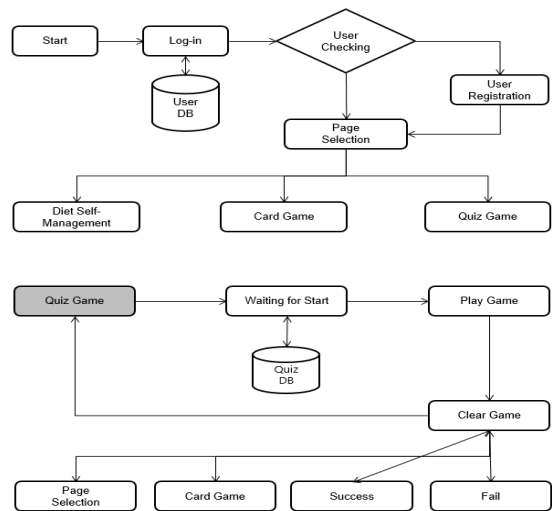 Start
Log-in
User
Checking
User
DB
User
Registration
Page
Selection
Diet Self-
Management
Card Game
Quiz Game
Quiz Game
Waiting for Start
Play Game
Quiz
DB
Clear Game
Page
Selection
Card Game
Success
Fail